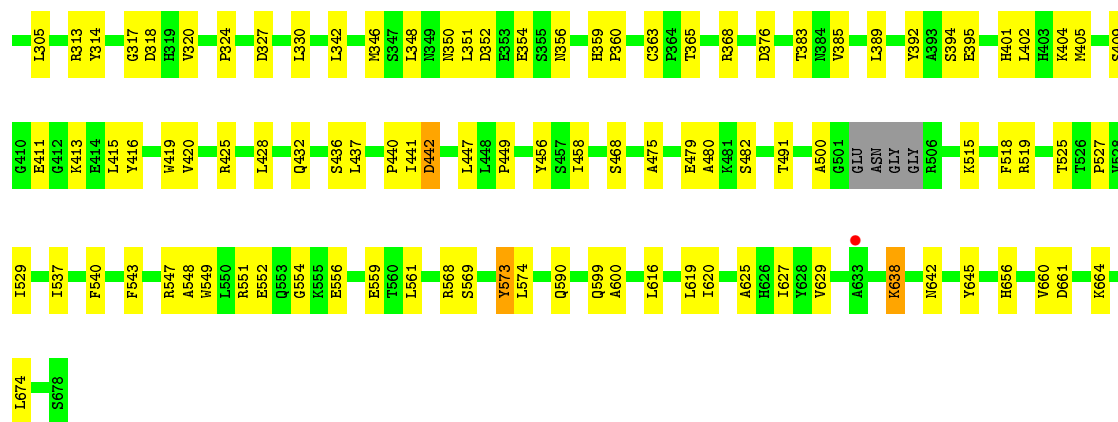 L305 R313 Y314 G317 D318 H319 V320 P324 D327 L330 L342 M346 S347 L348 N349 N350 L351 D352 E353 E354 S355 N356 H359 P360 C363 P364 T365 R368 D376 T383 N384 V385 L389 Y392 A393 S394 E395 H401 L402 H403 K404 M405 S409
G410 E411 G412 K413 E414 L415 Y416 W419 V420 R425 L428 Q432 S436 L437 P440 I441 D442 L447 L448 P449 Y456 S457 I458 S468 A475 E479 A480 K481 S482 T491 A500 G501 GLU ASN GLY GLY R506 K515 F518 R519 T525 T526 P527 V528
I529 I537 F540 F543 R547 A548 W549 L550 R551 E552 Q553 G554 K555 E556 E559 T560 L561 R568 S569 Y573 L574 Q590 Q599 A600 L616 L619 I620 A625 H626 I627 Y628 V629 A633 K638 N642 Y645 H656 V660 D661 K664
L674 S678